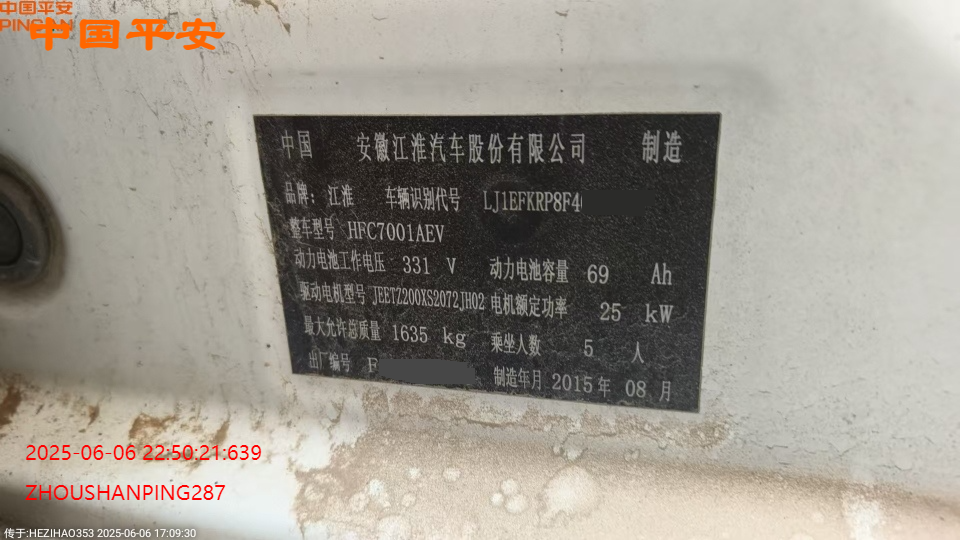 中国平安
PINGAN
中国平安
中国 安徽江淮汽车股份有限公司 制造
品牌：江淮 车辆识别代号 LJ1EFKRP8F4
整车型号 HFC7001AEV
动力电池工作电压 331 V 动力电池容量 69 Ah
驱动电机型号 JEETZ200XS2072JH02 电机额定功率 25 kW
最大允许总质量 1635 kg 乘坐人数 5 人
出厂编号 F 制造年月 2015年 08月
2025-06-06 22:50:21:639
ZHOUSHANPING287
传于:HEZIHAO353 2025-06-06 17:09:30